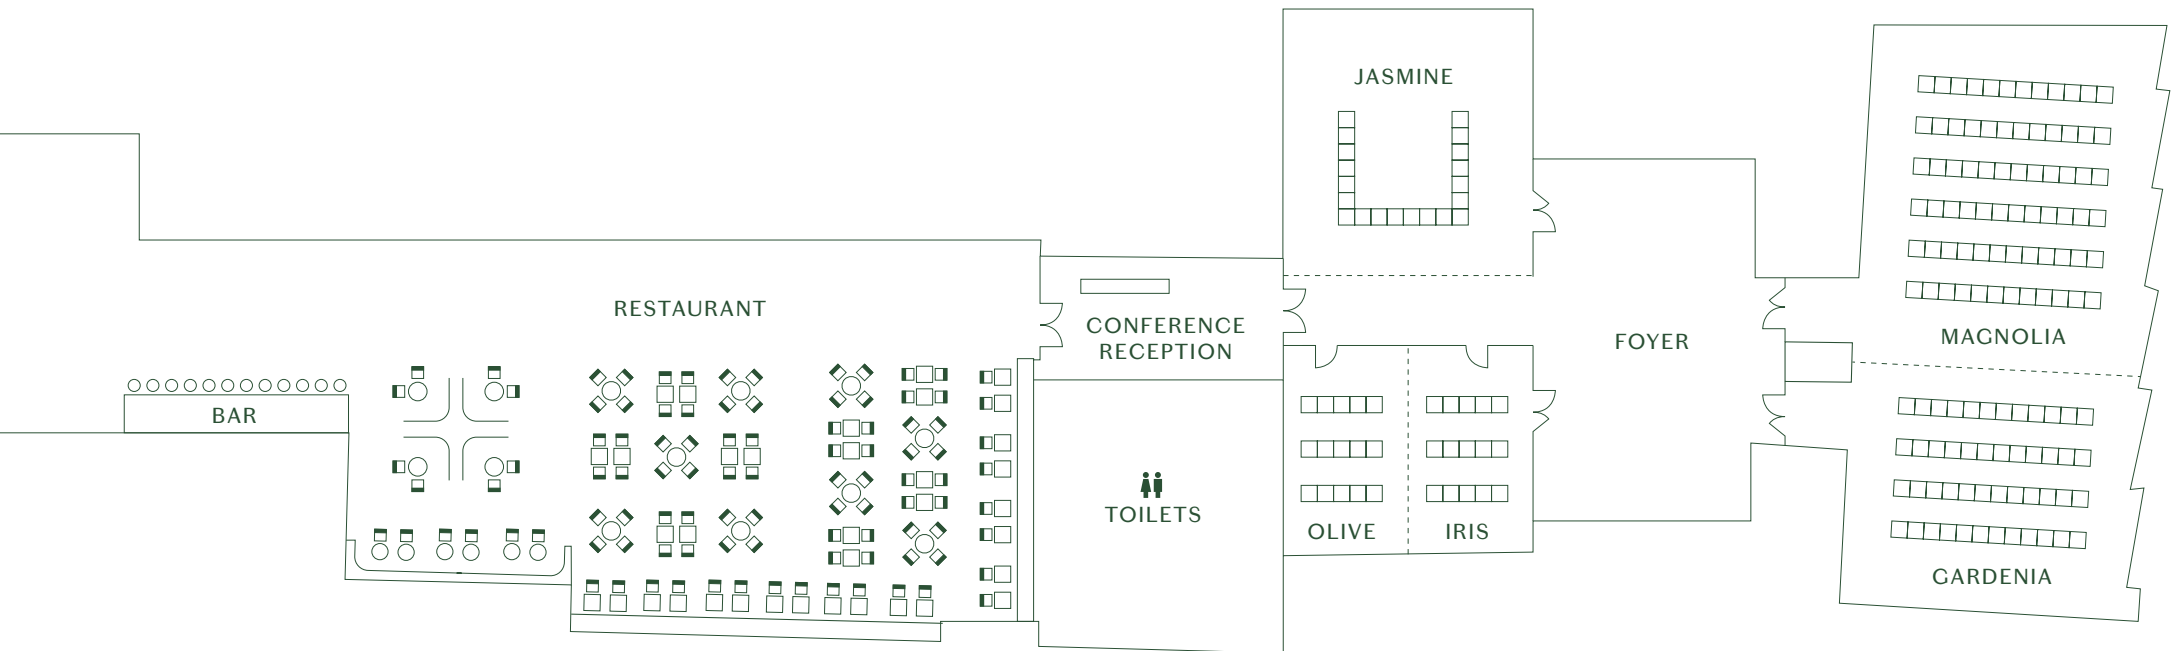 JASMINE
RESTAURANT
CONFERENCE
RECEPTION
FOYER
MAGNOLIA
BAR
TOILETS
OLIVE
IRIS
GARDENIA